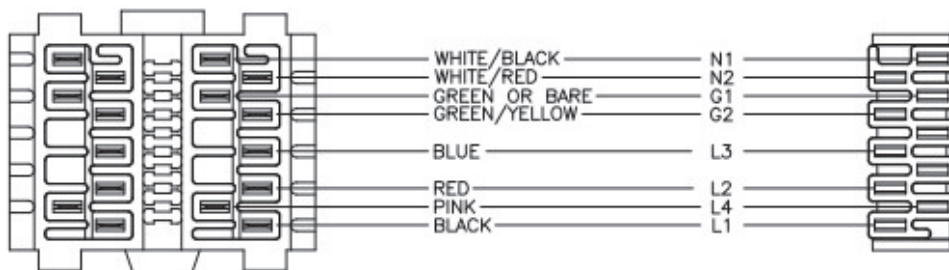 WHITE/BLACK N1
WHITE/RED N2
GREEN OR BARE G1
GREEN/YELLOW G2
BLUE L3
RED L2
PINK L4
BLACK L1